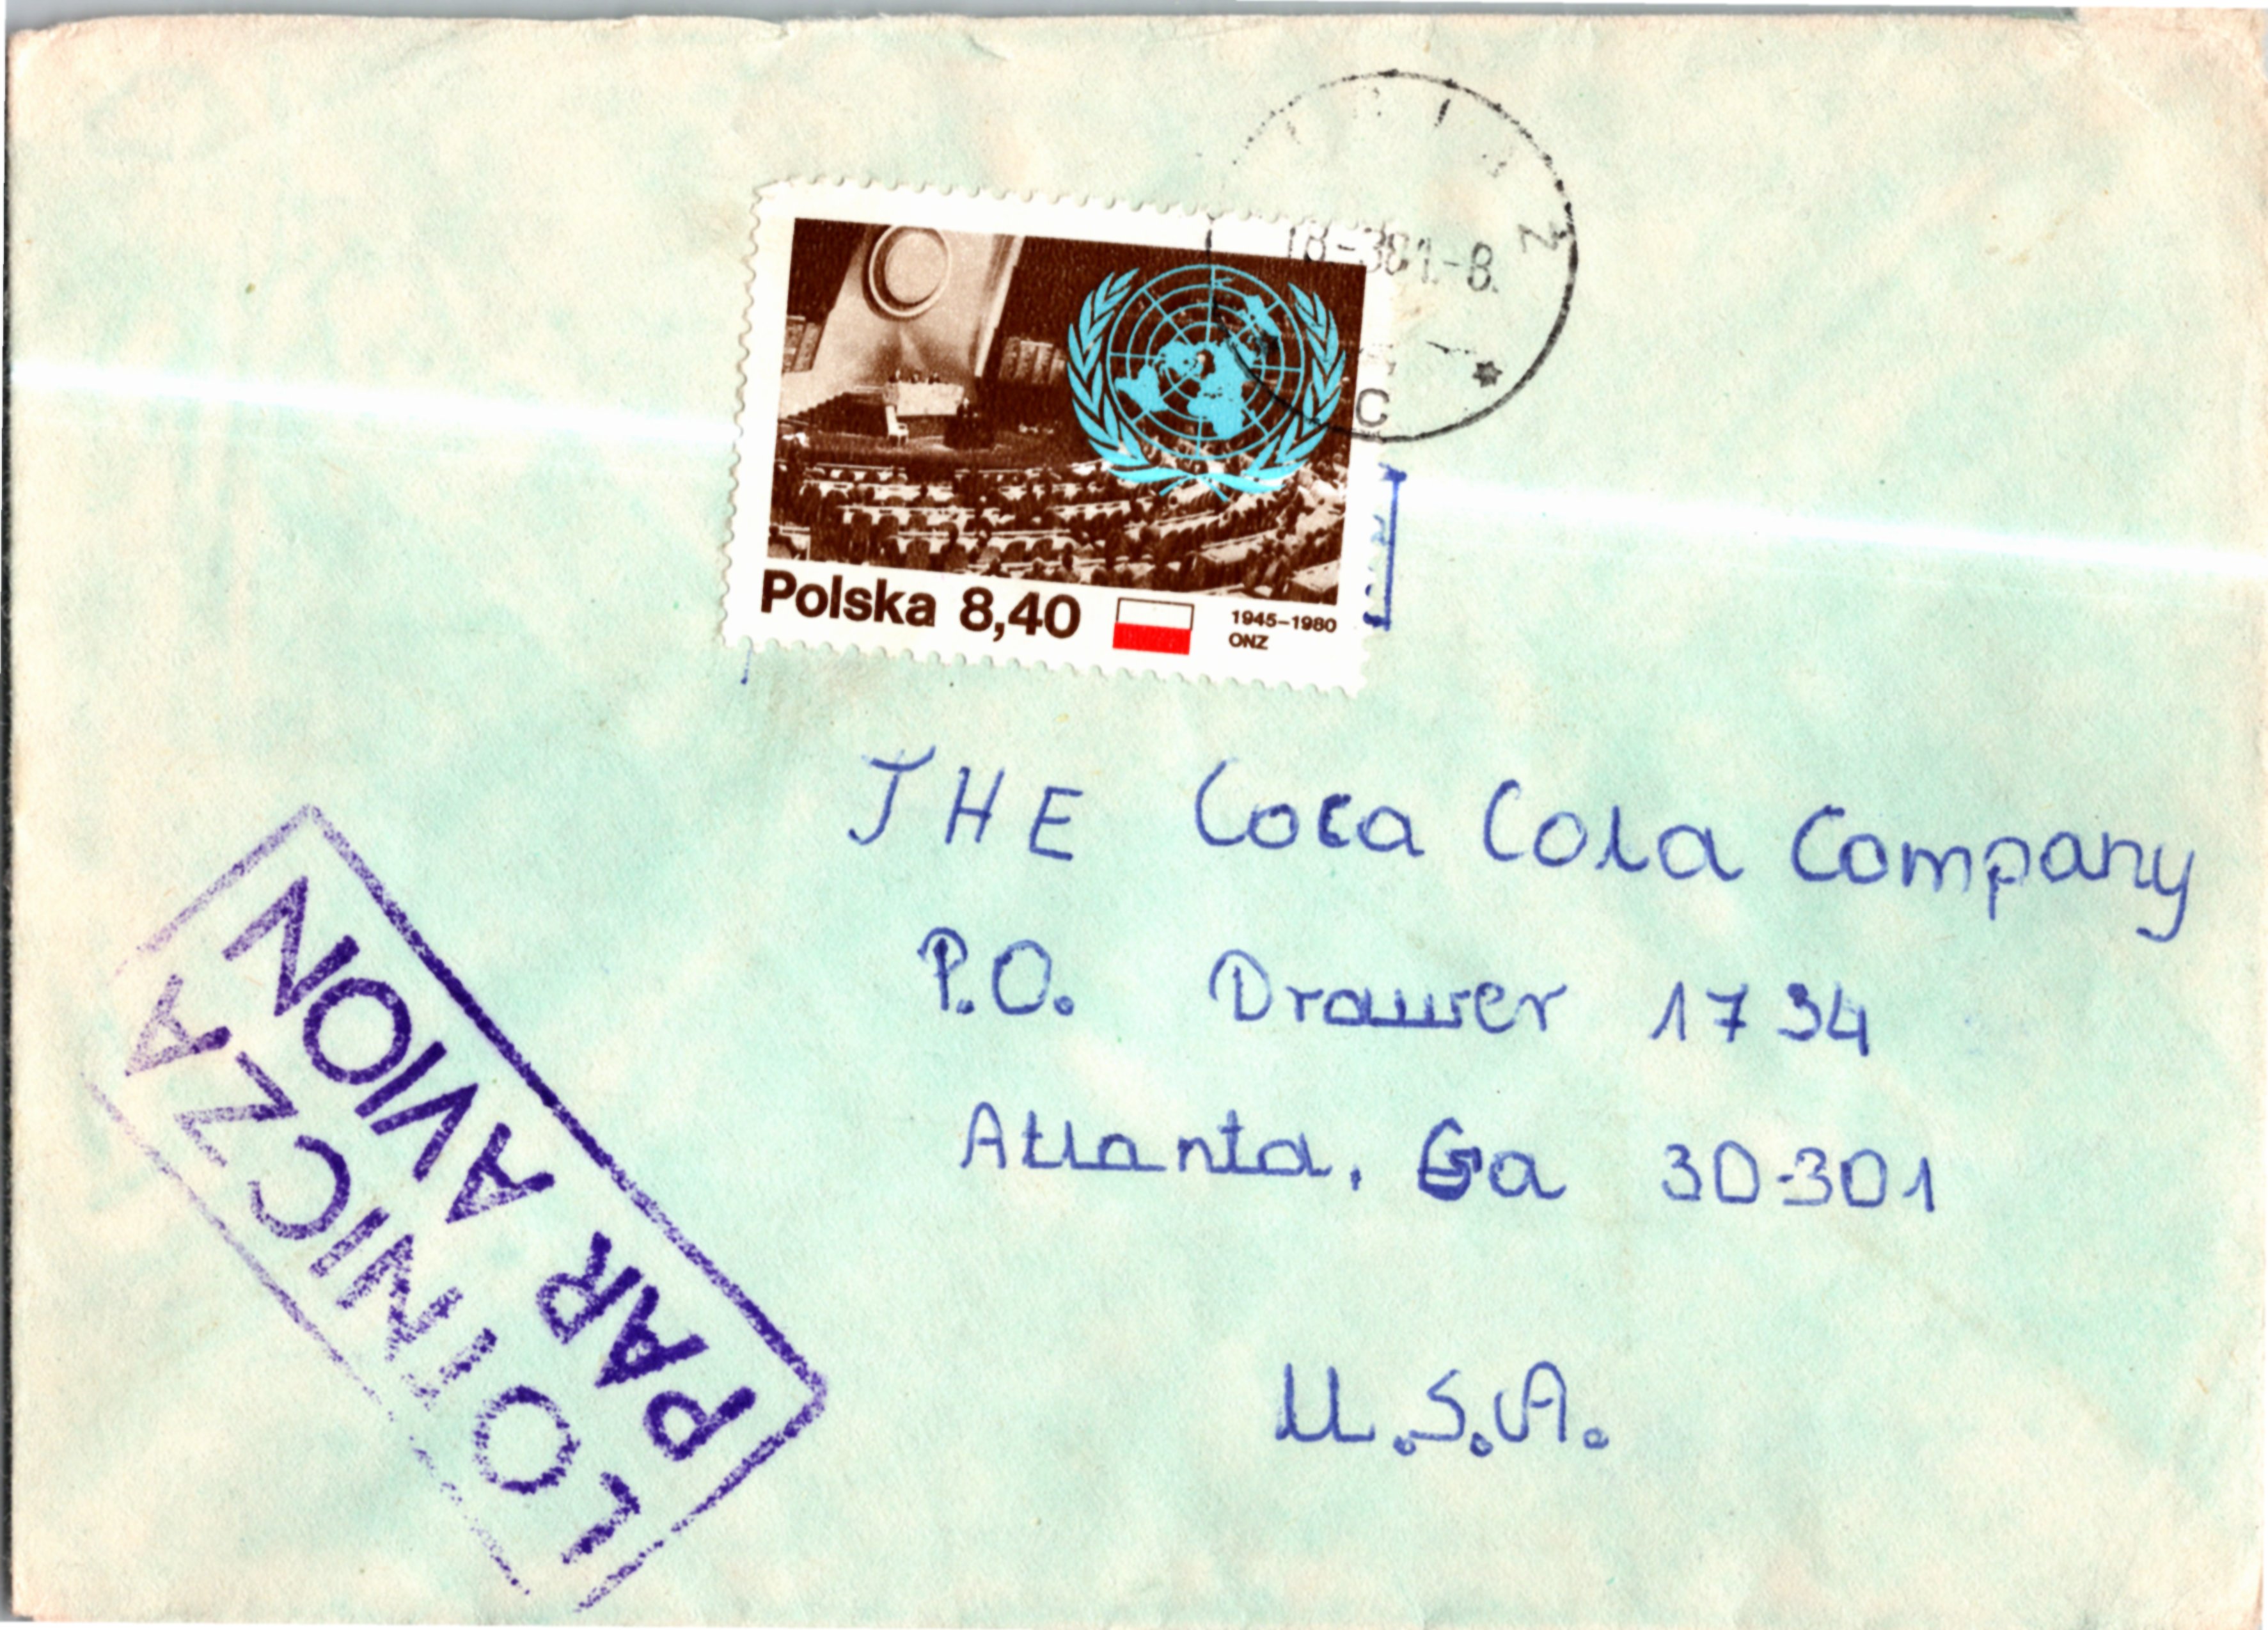 Polska 8,40
1945–1980
ONZ
C
THE Coca Cola Company
P.O. Drawer 1734
Atlanta, Ga 30-301
U.S.A.
LOTNICZA
PAR AVION